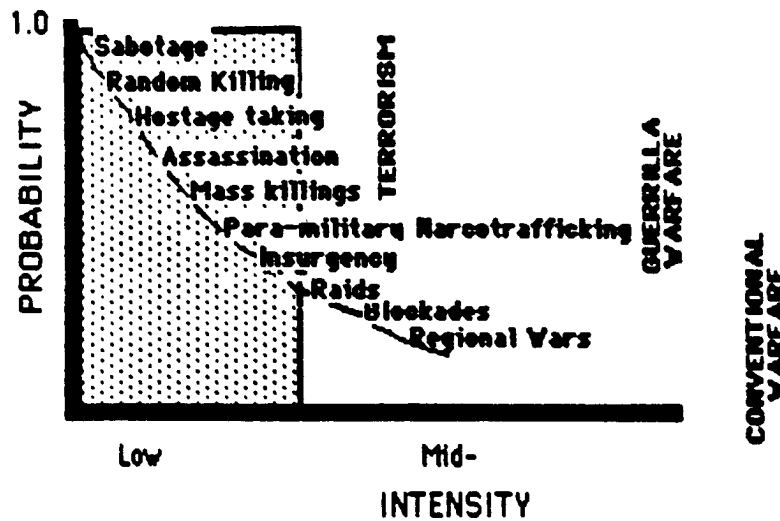 1.0
Sabotage
Random Killing
Hostage taking
Assassination
Mass killings
Para-military Narcotrafficking
Insurgency
Raids
Blockades
Regional Wars
PROBABILITY
TERRORISM
GUERRILLA
WARFARE
CONVENTIONAL
WARFARE
Low
Mid-
INTENSITY